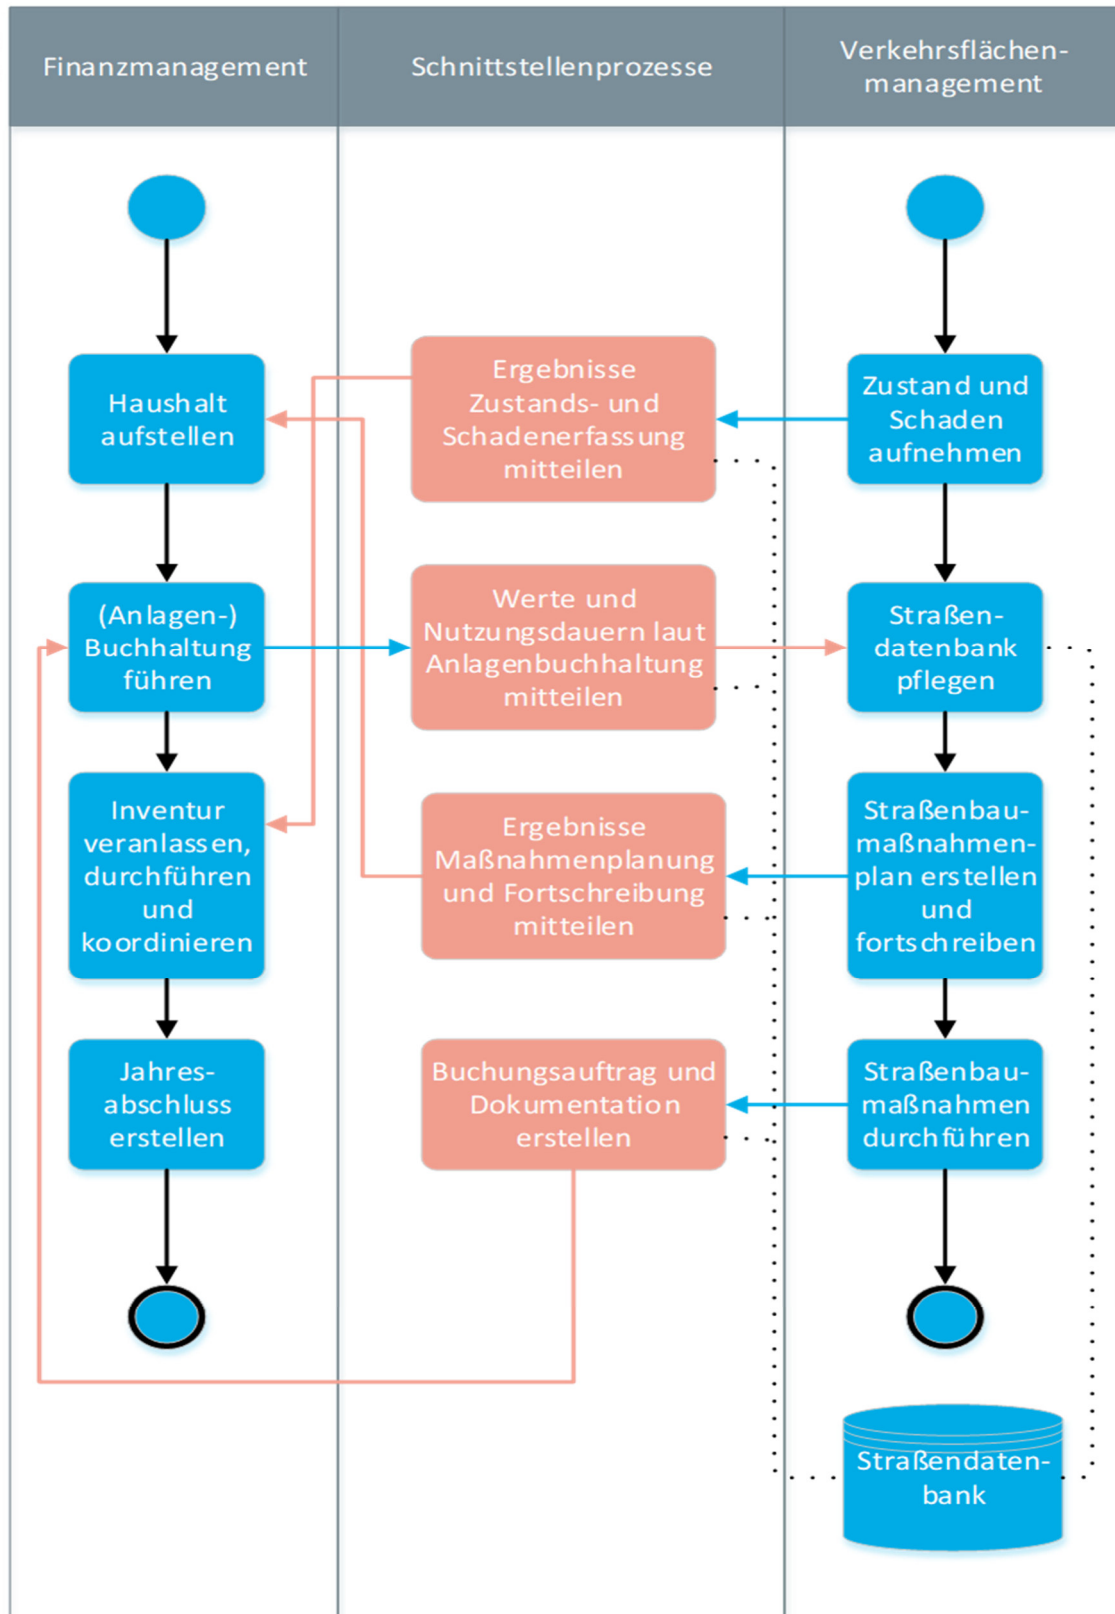 Finanzmanagement
Schnittstellenprozesse
Verkehrsflächen-
management
Haushalt
aufstellen
Ergebnisse
Zustands- und
Schadenerfassung
mitteilen
Zustand und
Schaden
aufnehmen
(Anlagen-)
Buchhaltung
führen
Werte und
Nutzungsdauern laut
Anlagenbuchhaltung
mitteilen
Straßen-
datenbank
pflegen
Inventur
veranlassen,
durchführen
und
koordinieren
Ergebnisse
Maßnahmenplanung
und Fortschreibung
mitteilen
Straßenbau-
maßnahmen-
plan erstellen
und
fortschreiben
Jahres-
abschluss
erstellen
Buchungsauftrag und
Dokumentation
erstellen
Straßenbau-
maßnahmen
durchführen
Straßendaten-
bank